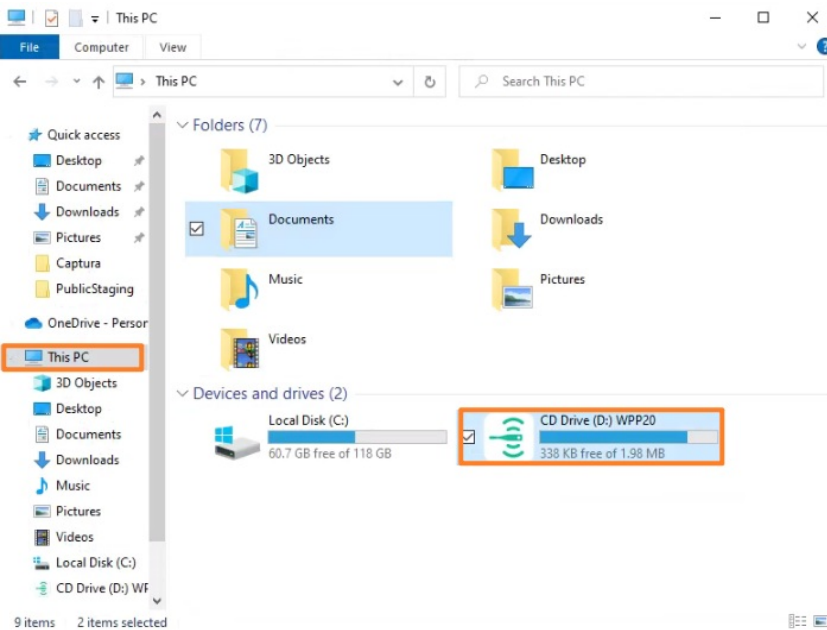 This PC
File Computer View
This PC
Search This PC
Quick access
Desktop
Documents
Downloads
Pictures
Captura
PublicStaging
OneDrive - Person
This PC
3D Objects
Desktop
Documents
Downloads
Music
Pictures
Videos
Local Disk (C:)
CD Drive (D:) WF
Folders (7)
3D Objects
Desktop
Documents
Downloads
Music
Pictures
Videos
Devices and drives (2)
Local Disk (C:)
60.7 GB free of 118 GB
CD Drive (D:) WPP20
338 KB free of 1.98 MB
9 items 2 items selected